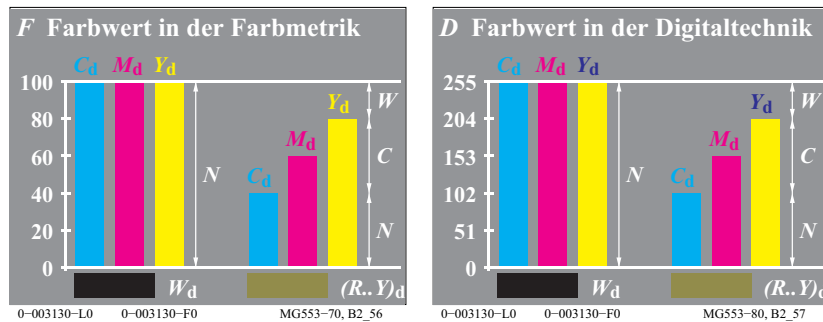 F Farbwert in der Farbmetrik
Cd Md Yd
100
80
60
40
20
0
N
Cd
Md
Yd
W
C
N
Wd
(R..Y)d
0−003130−L0 0−003130−F0 MG553−70, B2_56
D Farbwert in der Digitaltechnik
Cd Md Yd
255
204
153
102
51
0
N
Cd
Md
Yd
W
C
N
Wd
(R..Y)d
0−003130−L0 0−003130−F0 MG553−80, B2_57